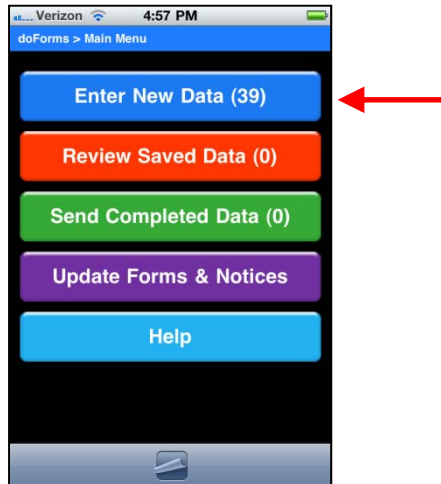 Verizon 4:57 PM
doForms > Main Menu
Enter New Data (39)
Review Saved Data (0)
Send Completed Data (0)
Update Forms & Notices
Help